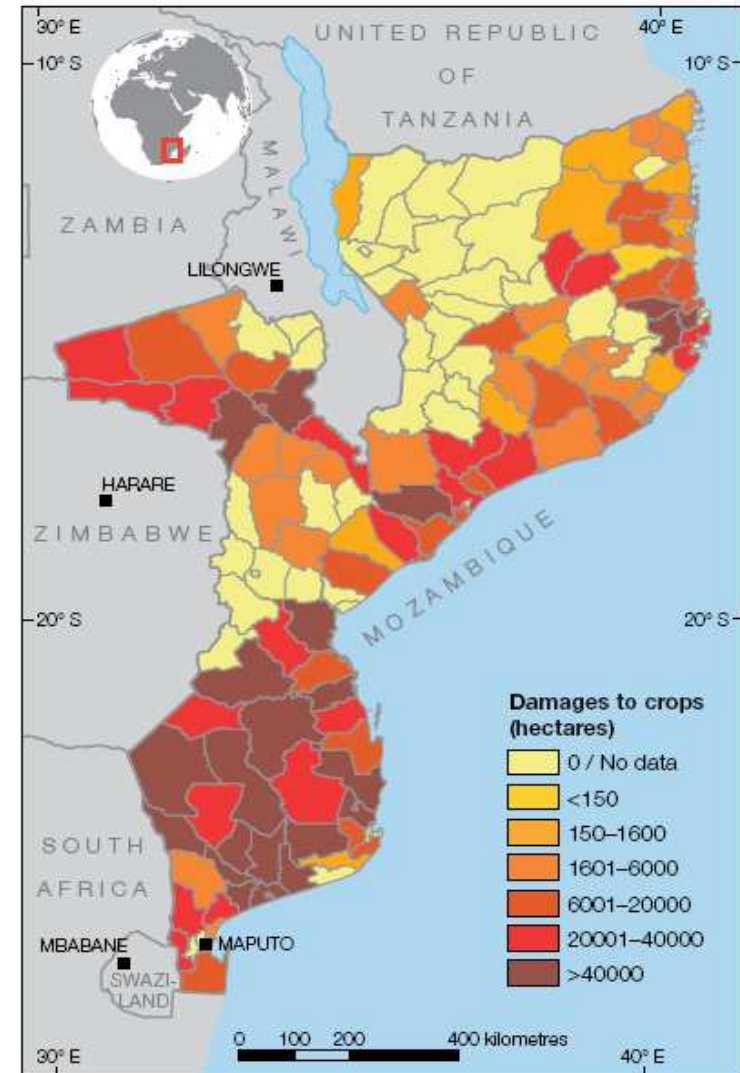 30° E
40° E
10° S
10° S
UNITED REPUBLIC
OF
TANZANIA
MALAWI
ZAMBIA
LILONGWE
HARARE
ZIMBABWE
MOZAMBIQUE
20° S
20° S
Damages to crops
(hectares)
0 / No data
<150
150–1600
1601–6000
6001–20000
20001–40000
>40000
SOUTH
AFRICA
MBABANE
MAPUTO
SWAZI-
LAND
0 100 200 400 kilometres
30° E
40° E